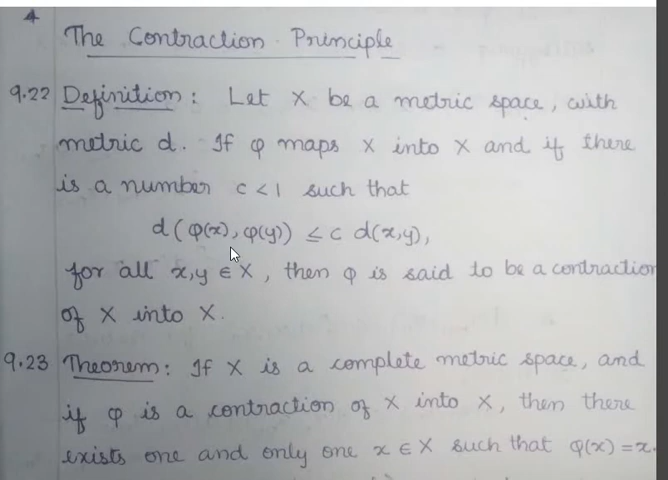 4
The Contraction Principle
9.22 Definition: Let X be a metric space, with
metric d. If φ maps X into X and if there
is a number c < 1 such that
d(φ(x), φ(y)) ≤ c d(x,y),
for all x,y ∈ X, then φ is said to be a contraction
of X into X.
9.23 Theorem: If X is a complete metric space, and
if φ is a contraction of X into X, then there
exists one and only one x ∈ X such that φ(x) = x.